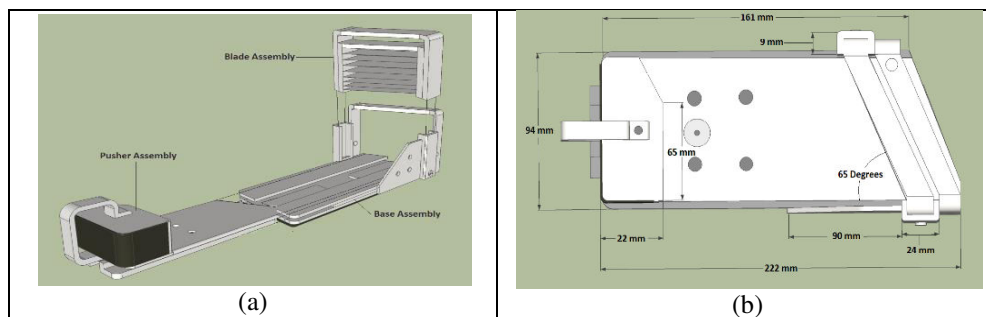 Blade Assembly
Pusher Assembly
Base Assembly
(a)
161 mm
9 mm
94 mm
65 mm
65 Degrees
22 mm
90 mm
24 mm
222 mm
(b)